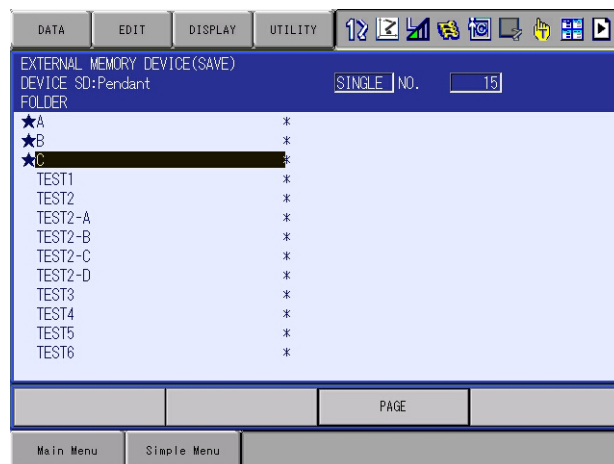 DATA EDIT DISPLAY UTILITY
EXTERNAL MEMORY DEVICE(SAVE)
DEVICE SD:Pendant SINGLE NO. 15
FOLDER
★A *
★B *
★C *
TEST1 *
TEST2 *
TEST2-A *
TEST2-B *
TEST2-C *
TEST2-D *
TEST3 *
TEST4 *
TEST5 *
TEST6 *
PAGE
Main Menu Simple Menu